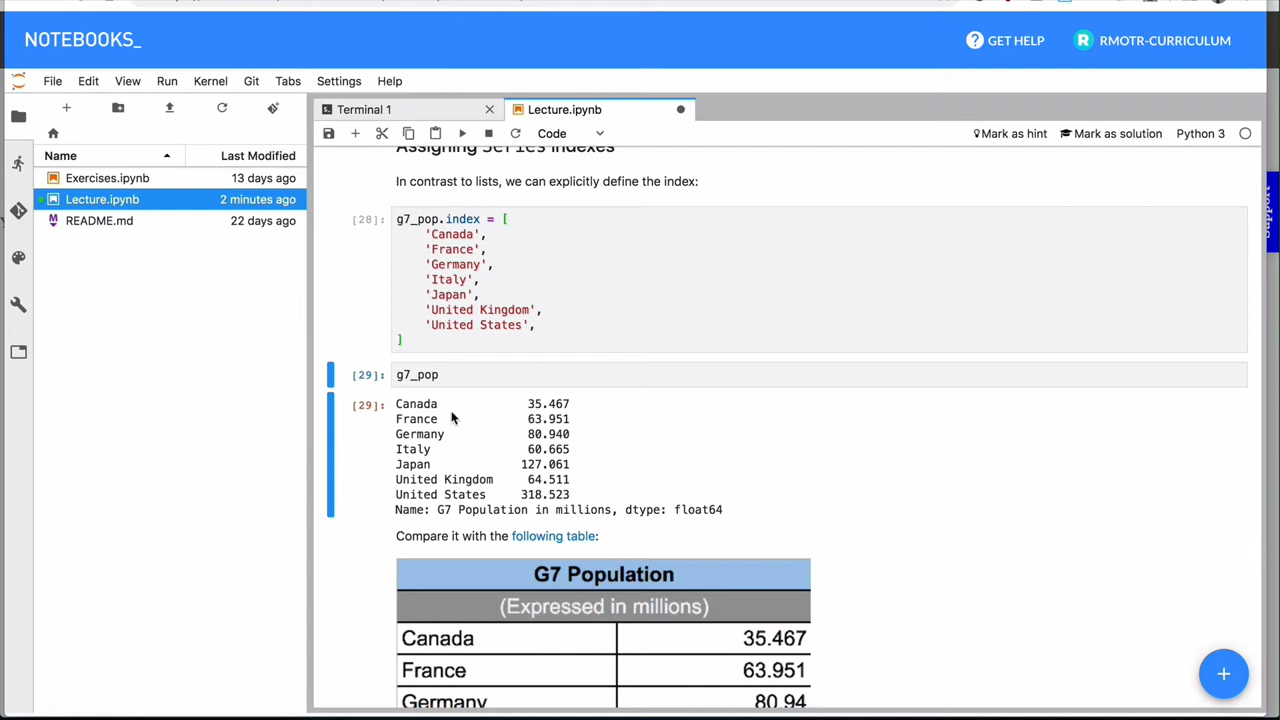 NOTEBOOKS_
? GET HELP
R RMOTR-CURRICULUM
File Edit View Run Kernel Git Tabs Settings Help
Terminal 1
Lecture.ipynb
Code
Mark as hint
Mark as solution
Python 3
Name Last Modified
Exercises.ipynb 13 days ago
Lecture.ipynb 2 minutes ago
README.md 22 days ago
Support
Assigning Series indexes
In contrast to lists, we can explicitly define the index:
[28]: g7_pop.index = [
'Canada',
'France',
'Germany',
'Italy',
'Japan',
'United Kingdom',
'United States',
]
[29]: g7_pop
[29]: Canada 35.467
France 63.951
Germany 80.940
Italy 60.665
Japan 127.061
United Kingdom 64.511
United States 318.523
Name: G7 Population in millions, dtype: float64
Compare it with the following table:
G7 Population
(Expressed in millions)
Canada 35.467
France 63.951
Germany 80.94